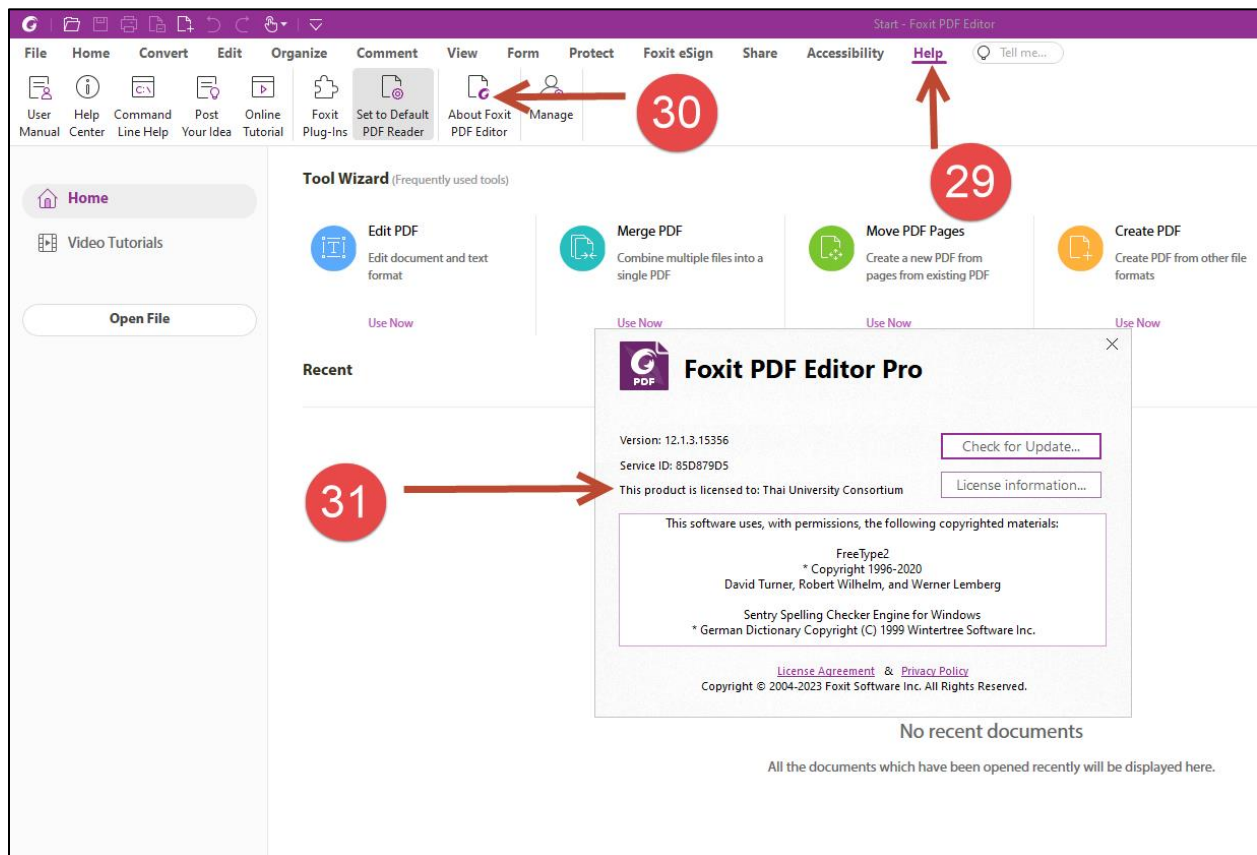 Start - Foxit PDF Editor
File Home Convert Edit Organize Comment View Form Protect Foxit eSign Share Accessibility Help Tell me...
C:\
User Manual
Help Center
Command Line Help
Post Your Idea
Online Tutorial
Foxit Plug-Ins
Set to Default PDF Reader
About Foxit PDF Editor
Manage
30
29
Home
Video Tutorials
Open File
Tool Wizard (Frequently used tools)
Edit PDF
Edit document and text
format
Use Now
Merge PDF
Combine multiple files into a
single PDF
Use Now
Move PDF Pages
Create a new PDF from
pages from existing PDF
Use Now
Create PDF
Create PDF from other file
formats
Use Now
Recent
PDF
Foxit PDF Editor Pro
Version: 12.1.3.15356
Check for Update...
Service ID: 85D879D5
31
This product is licensed to: Thai University Consortium
License information...
This software uses, with permissions, the following copyrighted materials:
FreeType2
* Copyright 1996-2020
David Turner, Robert Wilhelm, and Werner Lemberg
Sentry Spelling Checker Engine for Windows
* German Dictionary Copyright (C) 1999 Wintertree Software Inc.
License Agreement & Privacy Policy
Copyright © 2004-2023 Foxit Software Inc. All Rights Reserved.
No recent documents
All the documents which have been opened recently will be displayed here.